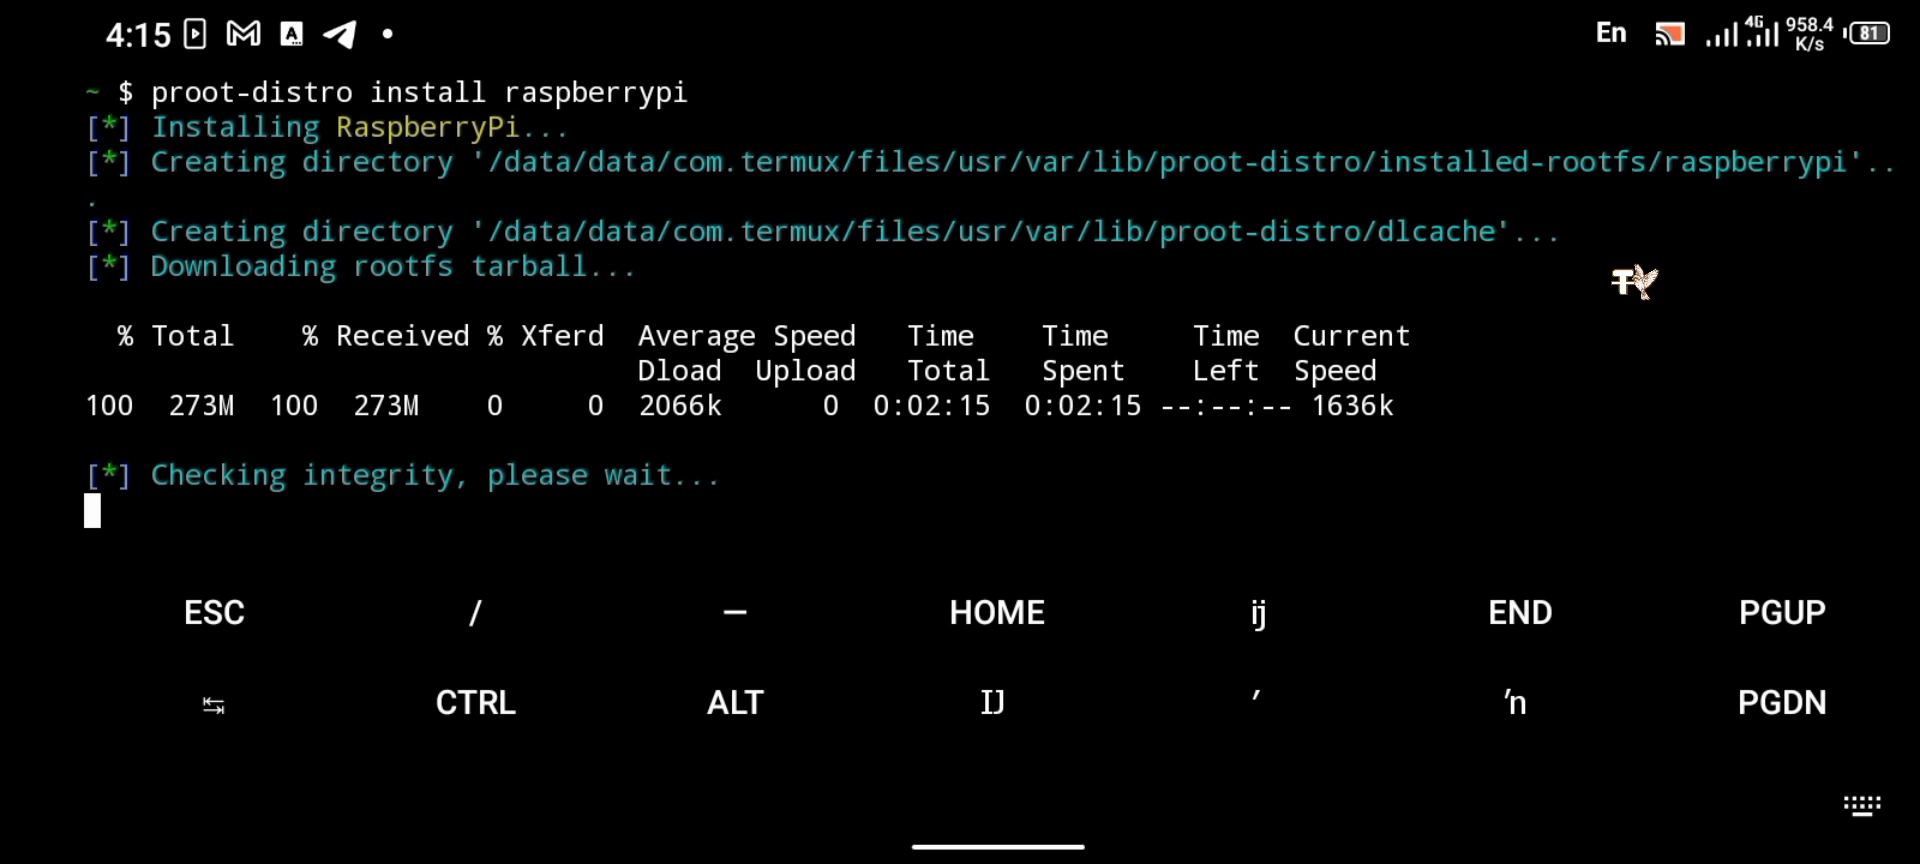 4:15 A En 4G 958.4 K/s 81
~ $ proot-distro install raspberrypi
[*] Installing RaspberryPi...
[*] Creating directory '/data/data/com.termux/files/usr/var/lib/proot-distro/installed-rootfs/raspberrypi'..
.
[*] Creating directory '/data/data/com.termux/files/usr/var/lib/proot-distro/dlcache'...
[*] Downloading rootfs tarball...
% Total % Received % Xferd Average Speed Time Time Time Current
Dload Upload Total Spent Left Speed
100 273M 100 273M 0 0 2066k 0 0:02:15 0:02:15 --:--:-- 1636k
[*] Checking integrity, please wait...
ESC / — HOME ij END PGUP
↹ CTRL ALT IJ ′ ŉ PGDN